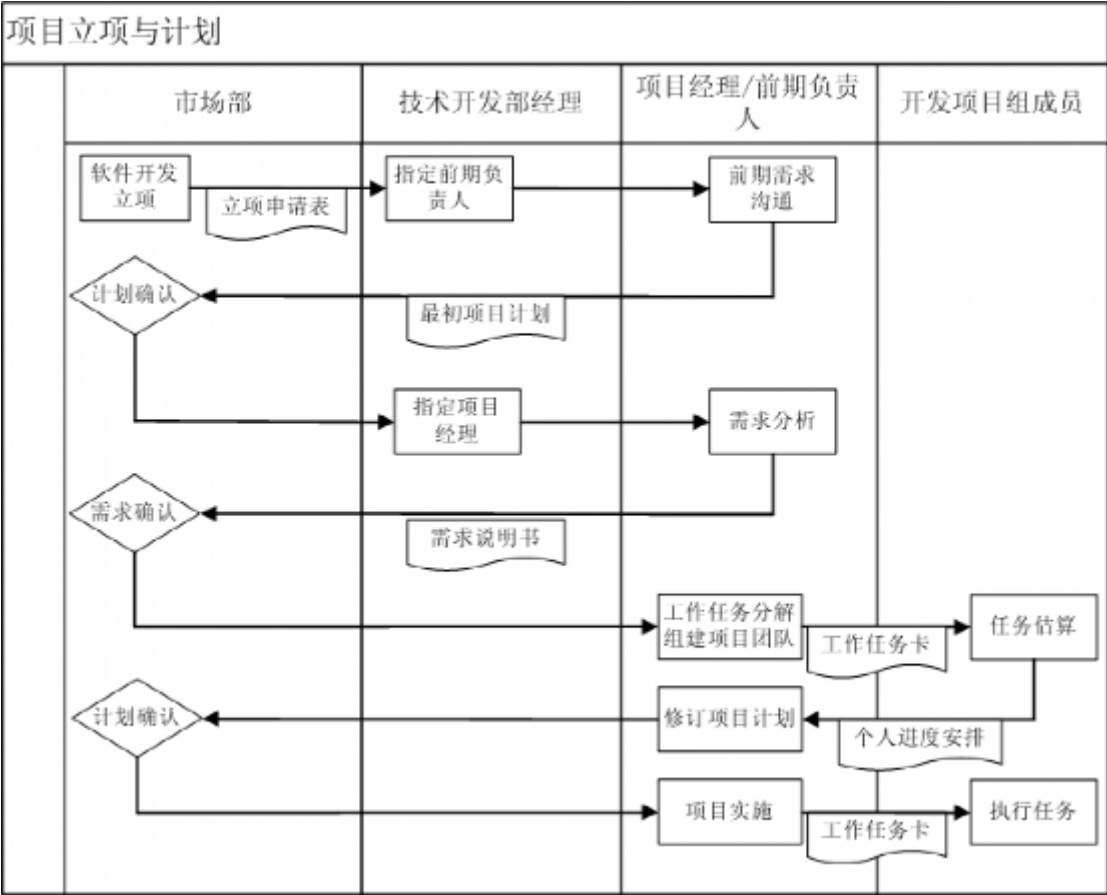 项目立项与计划
市场部
技术开发部经理
项目经理/前期负责
人
开发项目组成员
软件开发
立项
立项申请表
指定前期负
责人
前期需求
沟通
计划确认
最初项目计划
指定项目
经理
需求分析
需求确认
需求说明书
工作任务分解
组建项目团队
工作任务卡
任务估算
计划确认
修订项目计划
个人进度安排
项目实施
工作任务卡
执行任务